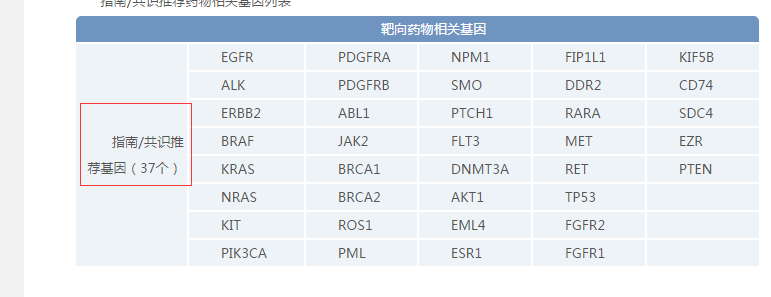 指南/共识推荐药物相关基因列表
靶向药物相关基因
指南/共识推
荐基因（37个）
EGFR PDGFRA NPM1 FIP1L1 KIF5B
ALK PDGFRB SMO DDR2 CD74
ERBB2 ABL1 PTCH1 RARA SDC4
BRAF JAK2 FLT3 MET EZR
KRAS BRCA1 DNMT3A RET PTEN
NRAS BRCA2 AKT1 TP53
KIT ROS1 EML4 FGFR2
PIK3CA PML ESR1 FGFR1